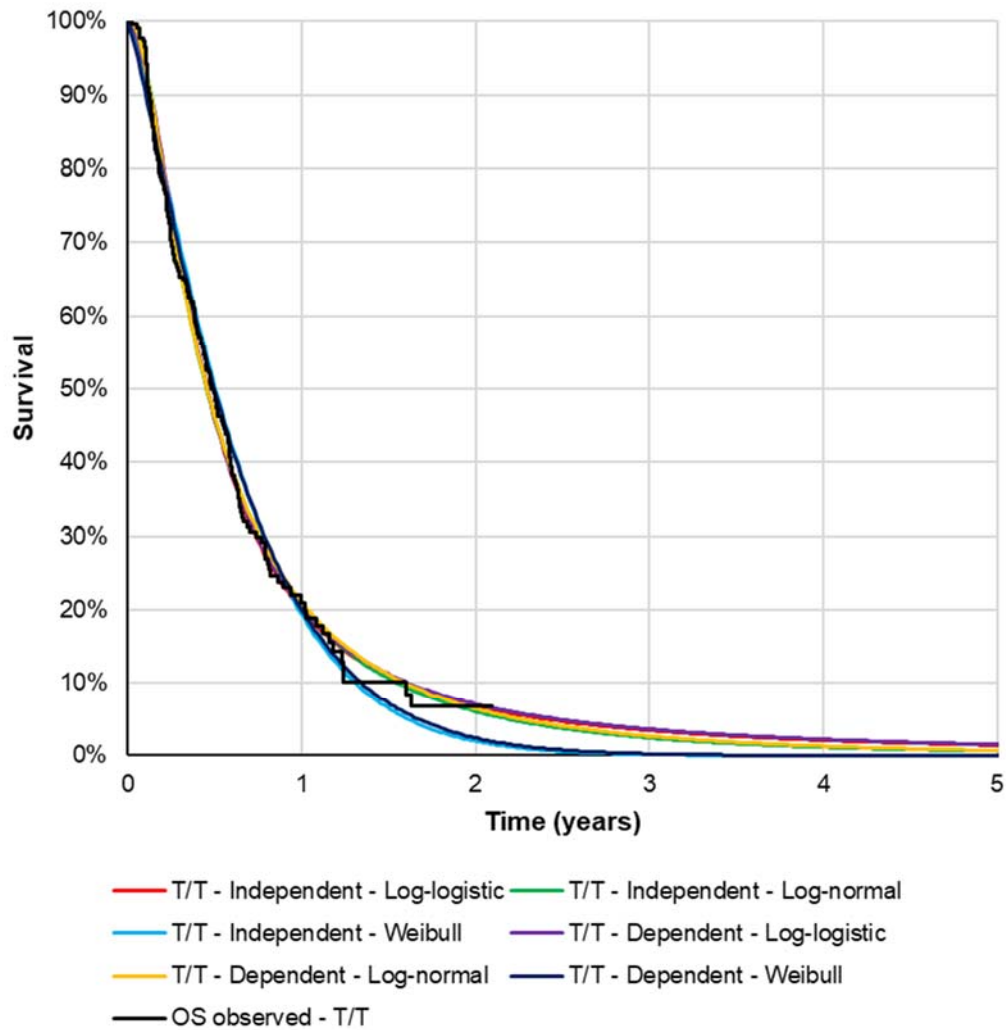 100%
90%
80%
70%
60%
50%
40%
30%
20%
10%
0%
Survival
0 1 2 3 4 5
Time (years)
T/T - Independent - Log-logistic T/T - Independent - Log-normal
T/T - Independent - Weibull T/T - Dependent - Log-logistic
T/T - Dependent - Log-normal T/T - Dependent - Weibull
OS observed - T/T